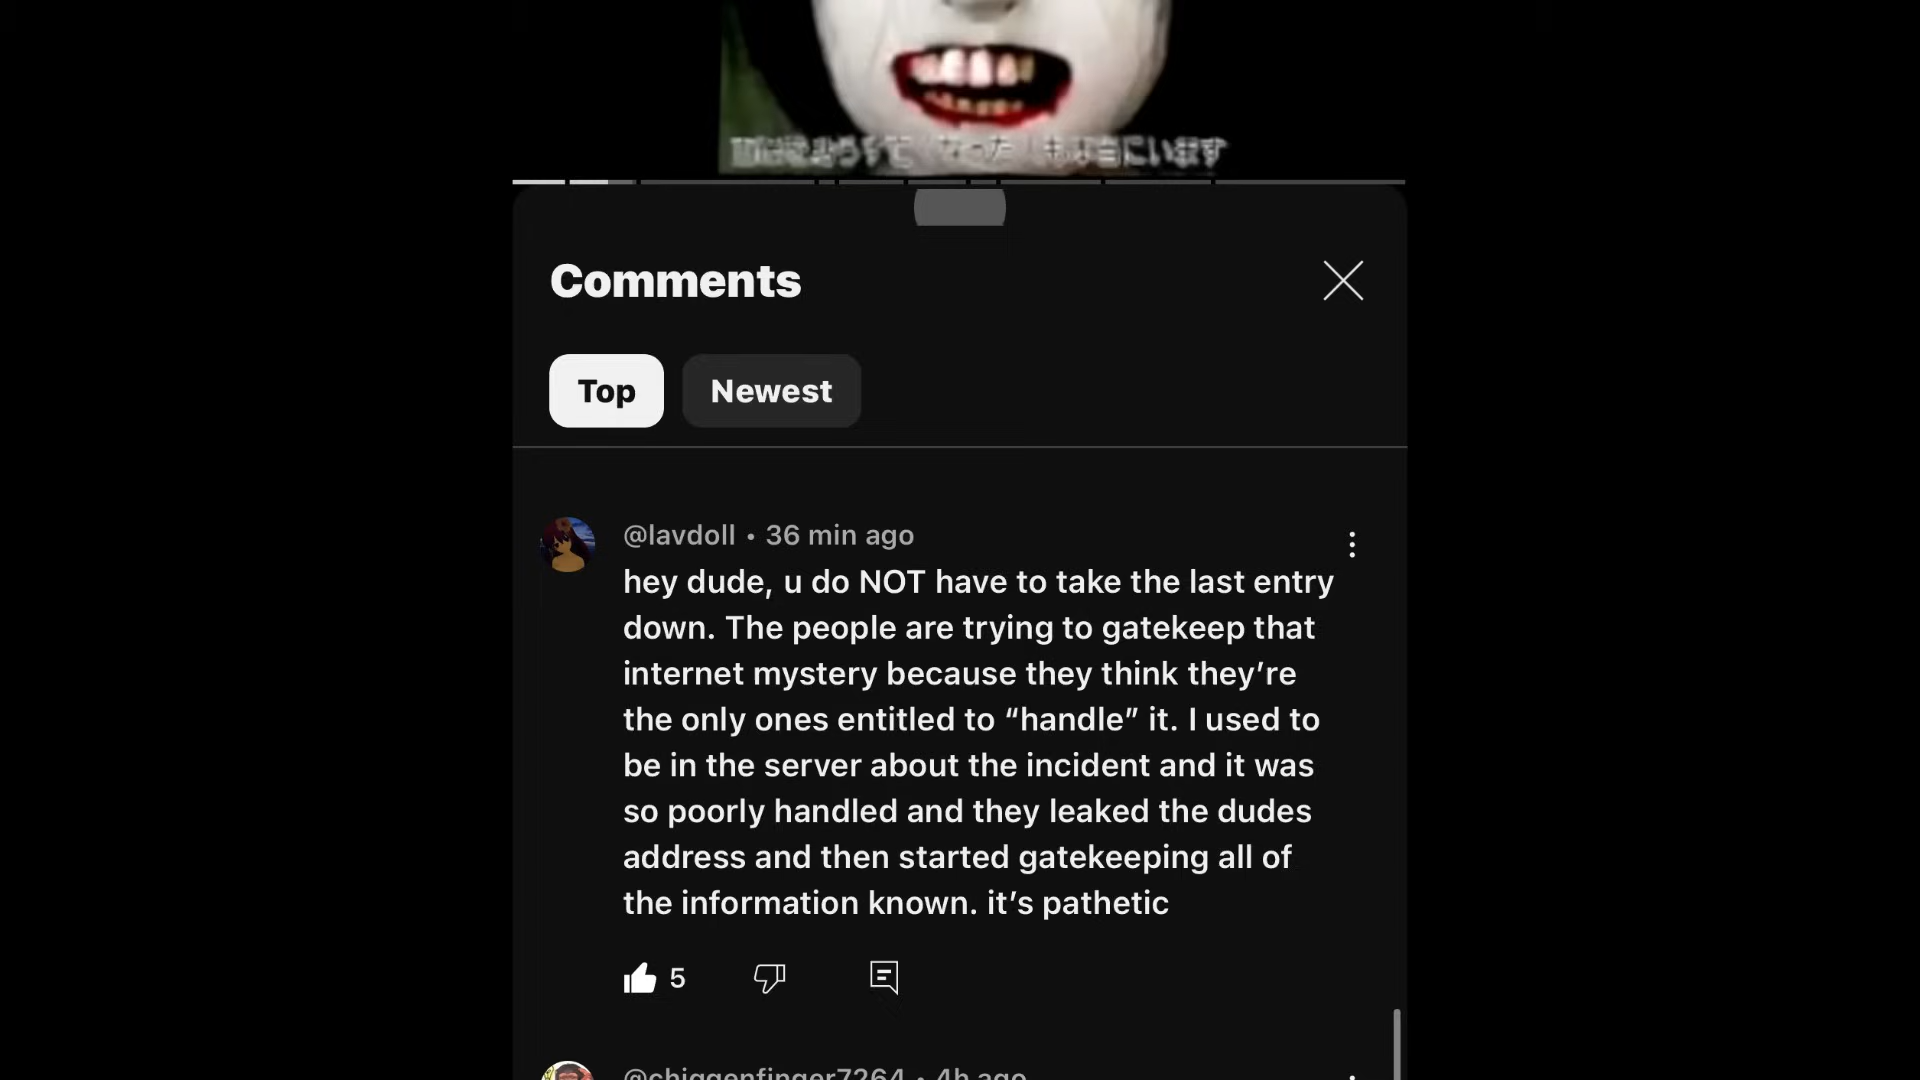 Comments
Top
Newest
@lavdoll • 36 min ago
hey dude, u do NOT have to take the last entry
down. The people are trying to gatekeep that
internet mystery because they think they’re
the only ones entitled to “handle” it. I used to
be in the server about the incident and it was
so poorly handled and they leaked the dudes
address and then started gatekeeping all of
the information known. it’s pathetic
5
@chiggenfinger7264 • 4h ago